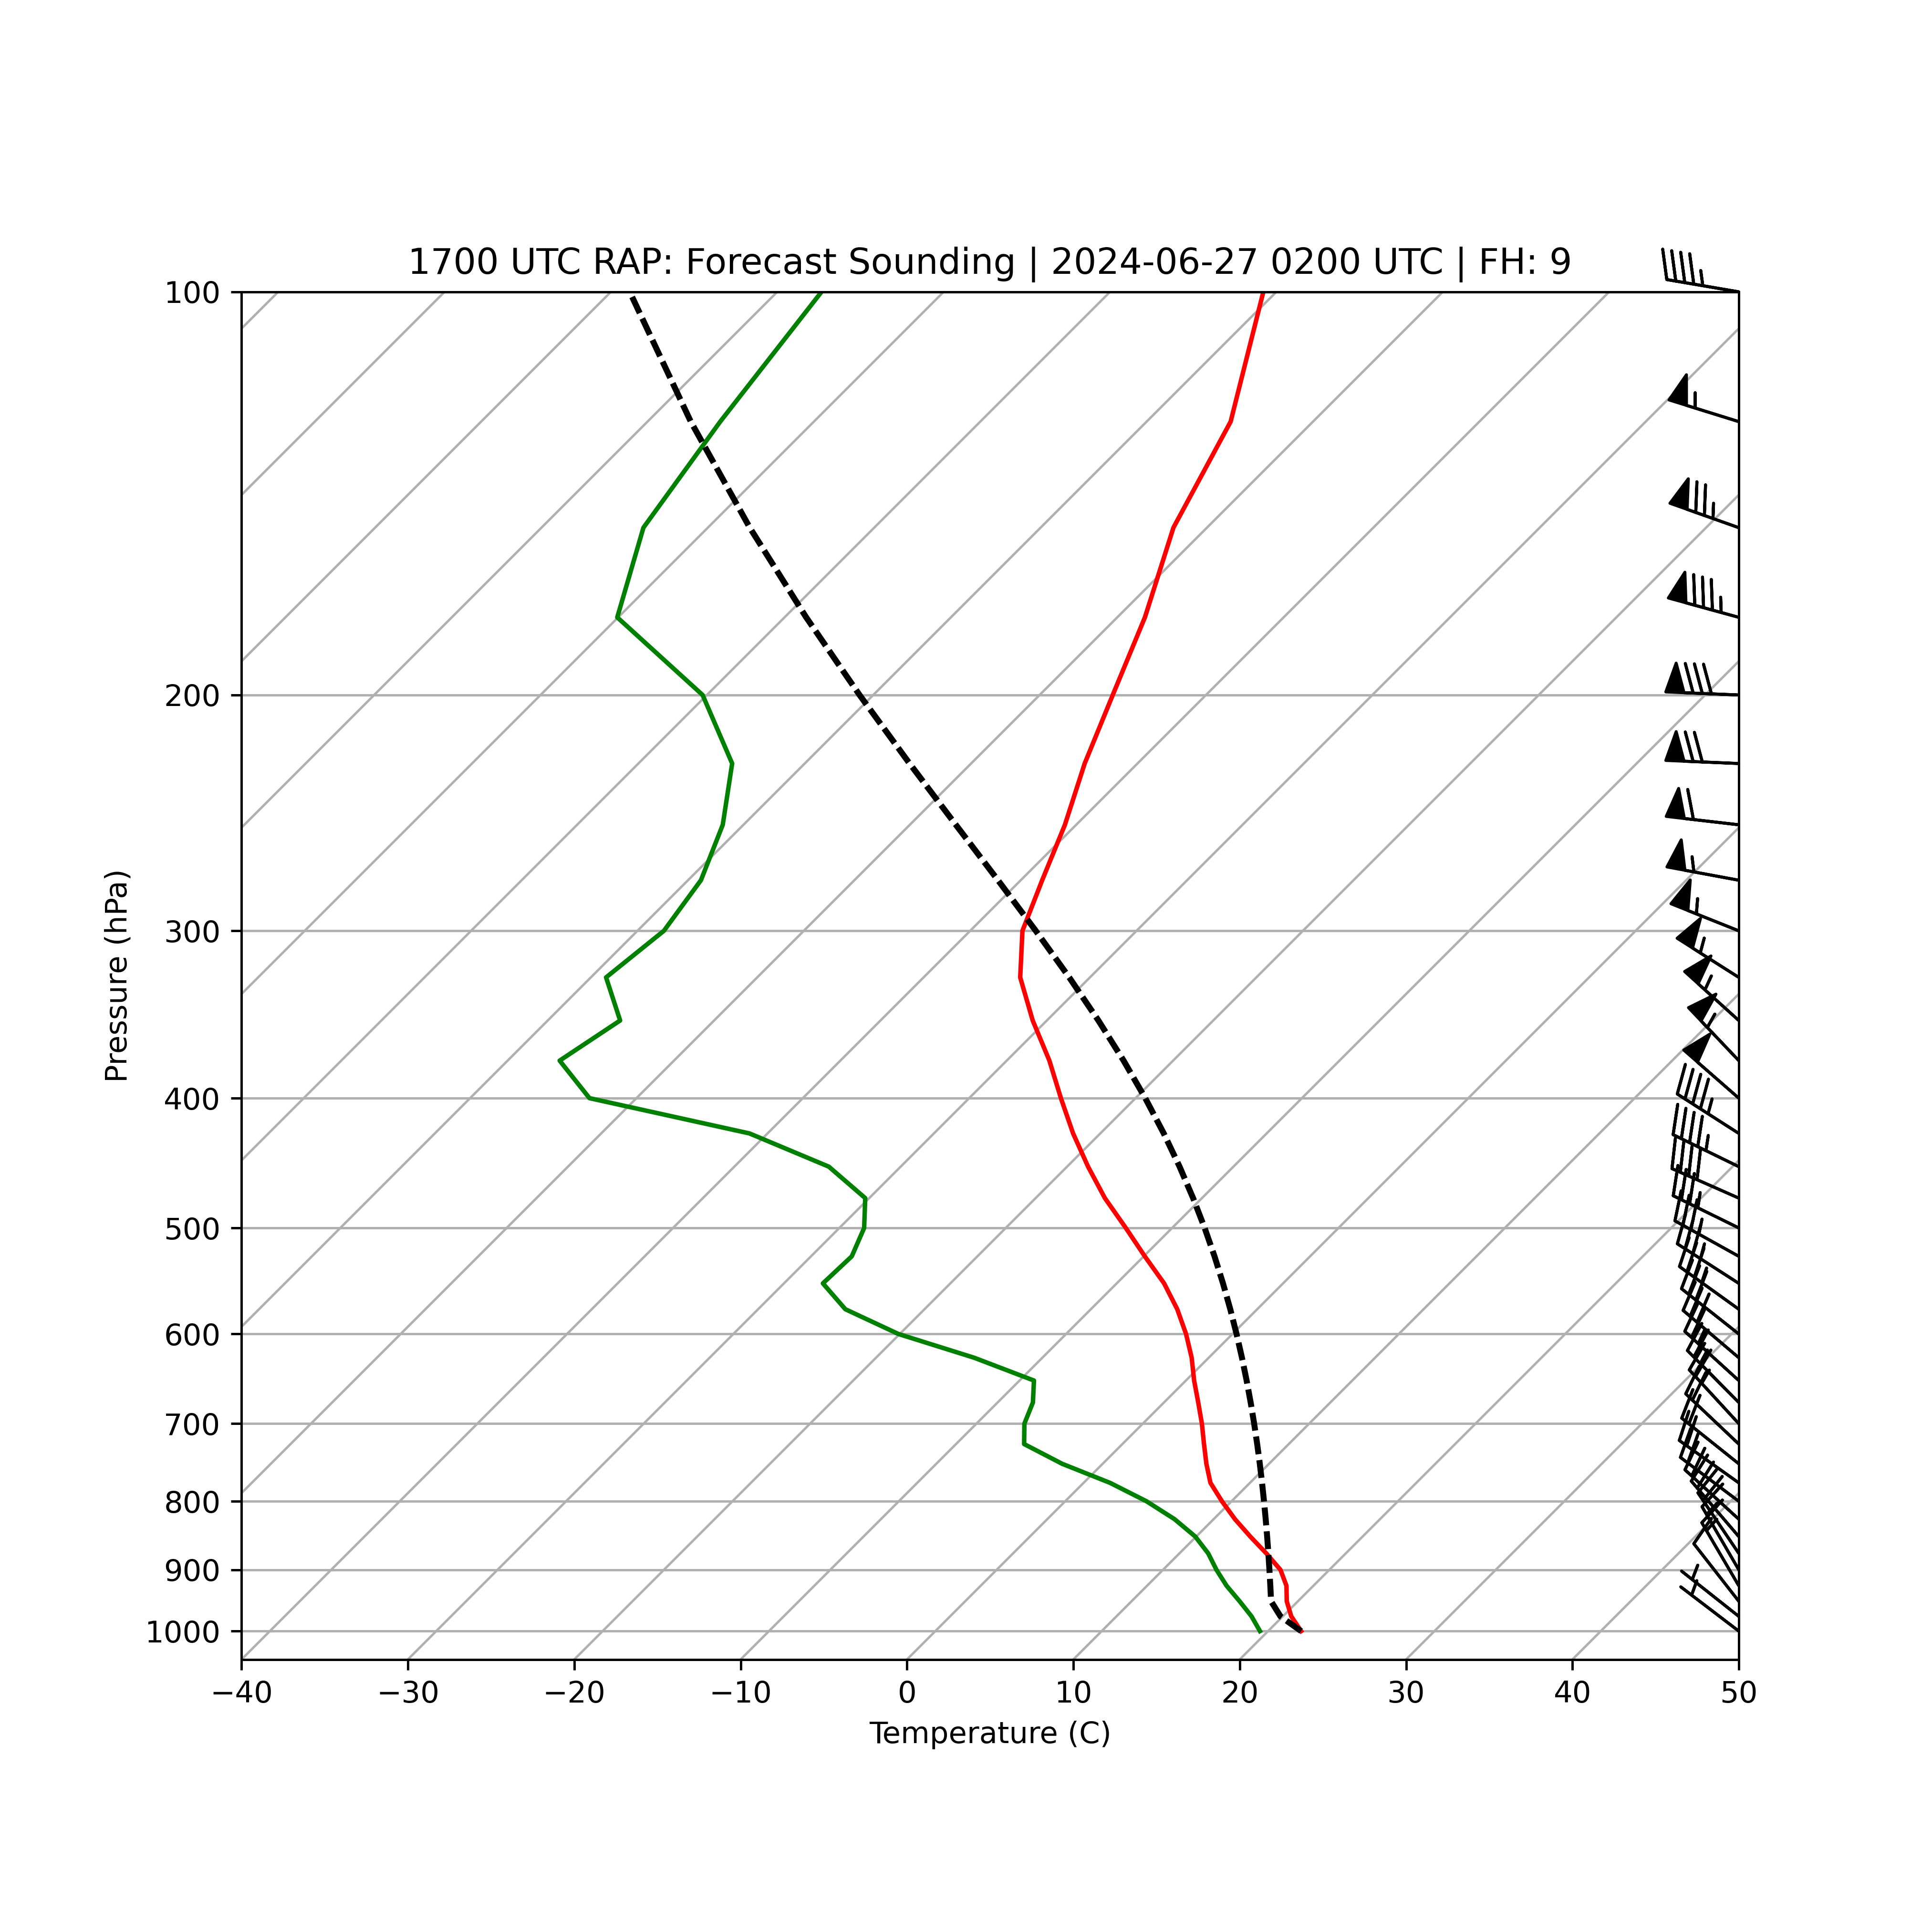 1700 UTC RAP: Forecast Sounding | 2024-06-27 0200 UTC | FH: 9
100
200
300
400
500
600
700
800
900
1000
Pressure (hPa)
−40 −30 −20 −10 0 10 20 30 40 50
Temperature (C)